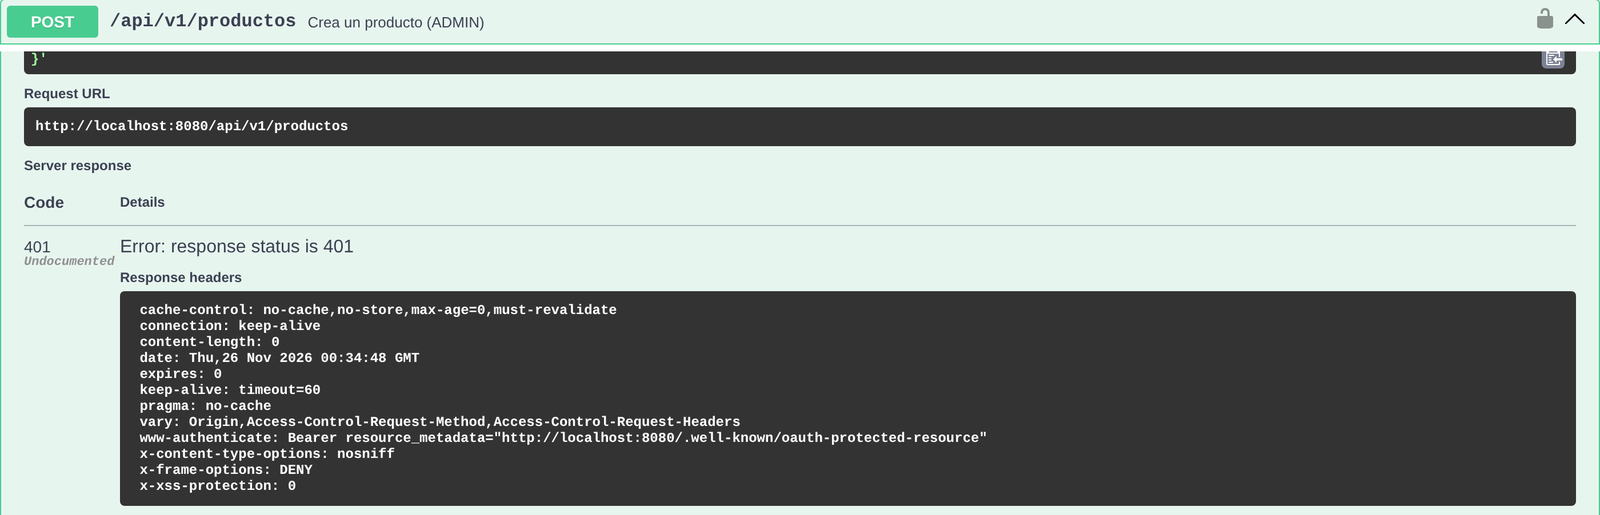 POST /api/v1/productos Crea un producto (ADMIN)
}'
Request URL
http://localhost:8080/api/v1/productos
Server response
Code Details
401 Error: response status is 401
Undocumented
Response headers
cache-control: no-cache,no-store,max-age=0,must-revalidate
connection: keep-alive
content-length: 0
date: Thu,26 Nov 2026 00:34:48 GMT
expires: 0
keep-alive: timeout=60
pragma: no-cache
vary: Origin,Access-Control-Request-Method,Access-Control-Request-Headers
www-authenticate: Bearer resource_metadata="http://localhost:8080/.well-known/oauth-protected-resource"
x-content-type-options: nosniff
x-frame-options: DENY
x-xss-protection: 0